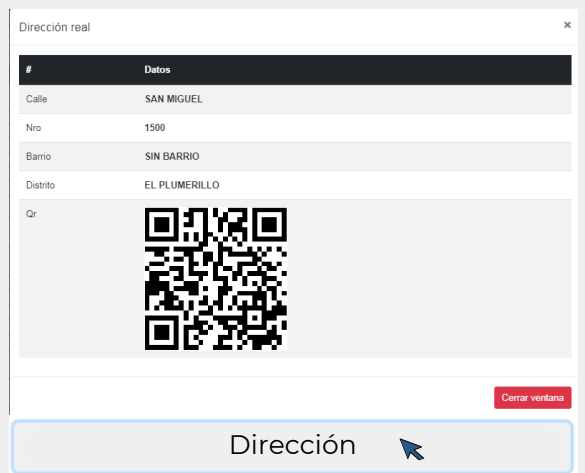 Dirección real ×
# Datos
Calle SAN MIGUEL
Nro 1500
Barrio SIN BARRIO
Distrito EL PLUMERILLO
Qr
Cerrar ventana
Dirección